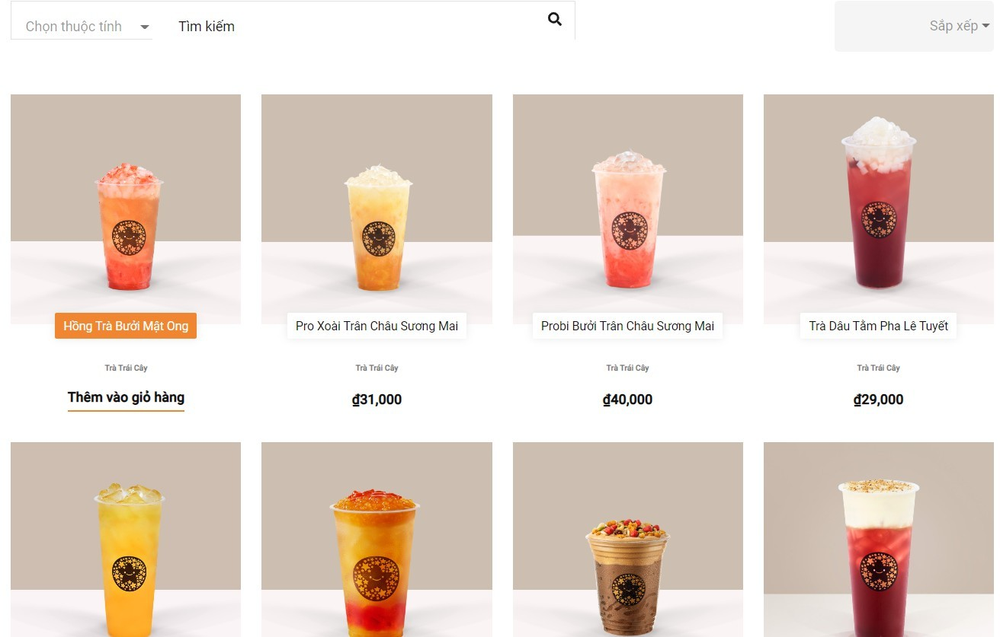 Chọn thuộc tính
Tìm kiếm
Sắp xếp
Hồng Trà Bưởi Mật Ong
Pro Xoài Trân Châu Sương Mai
Probi Bưởi Trân Châu Sương Mai
Trà Dâu Tằm Pha Lê Tuyết
Trà Trái Cây
Trà Trái Cây
Trà Trái Cây
Trà Trái Cây
Thêm vào giỏ hàng
₫31,000
₫40,000
₫29,000